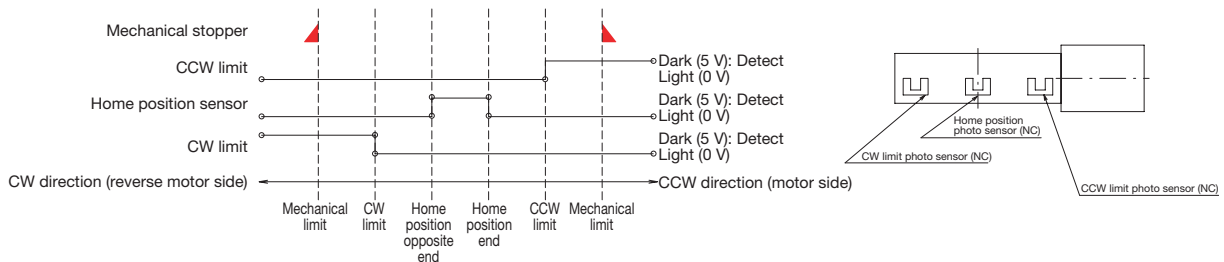 Mechanical stopper
CCW limit
Dark (5 V): Detect
Light (0 V)
Home position sensor
Dark (5 V): Detect
Light (0 V)
CW limit
Dark (5 V): Detect
Light (0 V)
CW direction (reverse motor side)
CCW direction (motor side)
Mechanical
limit
CW
limit
Home
position
opposite
end
Home
position
end
CCW
limit
Mechanical
limit
Home position
photo sensor (NC)
CW limit photo sensor (NC)
CCW limit photo sensor (NC)